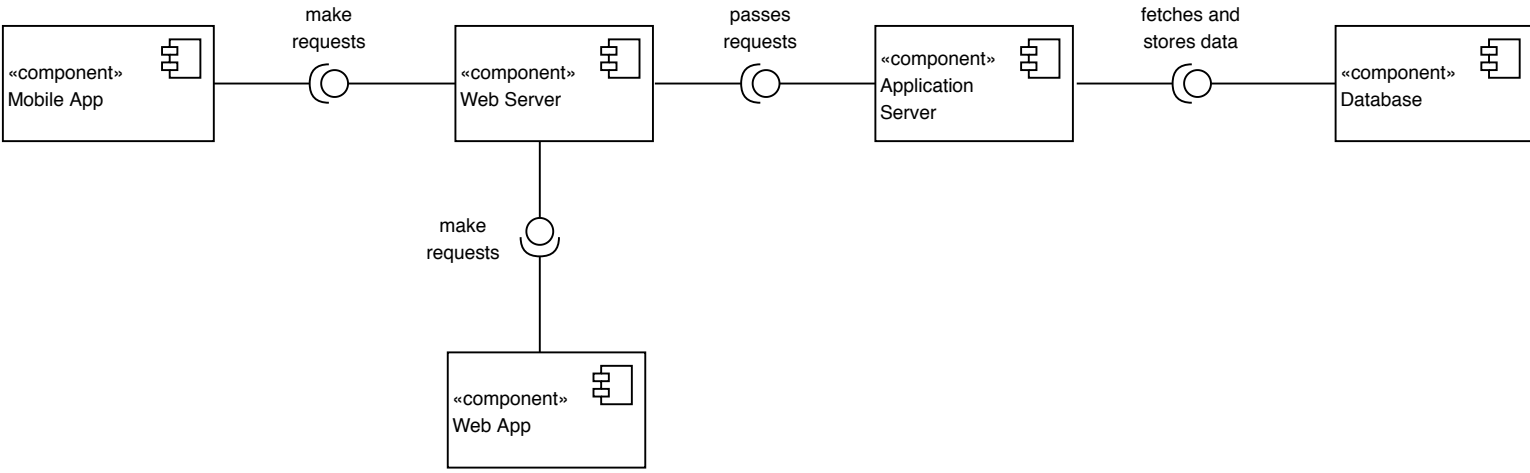 make
requests
passes
requests
fetches and
stores data
«component»
Mobile App
«component»
Web Server
«component»
Application
Server
«component»
Database
make
requests
«component»
Web App